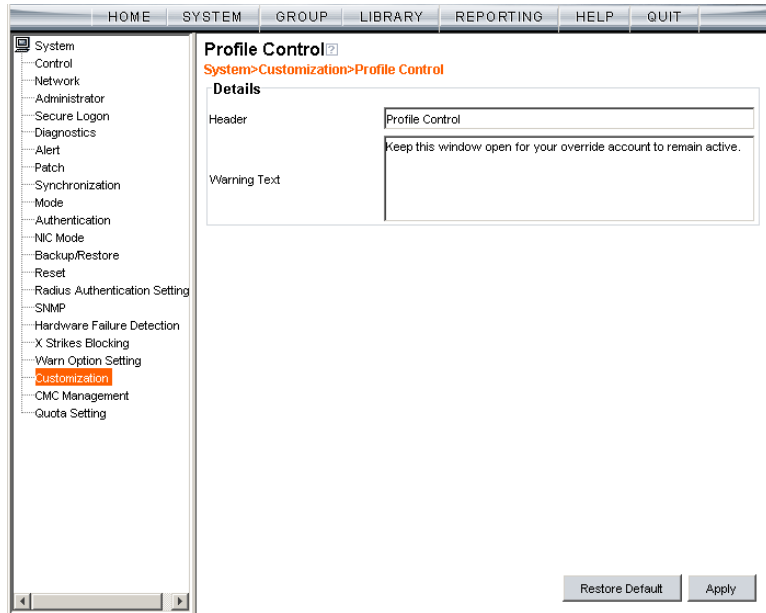 HOME SYSTEM GROUP LIBRARY REPORTING HELP QUIT
System
Control
Network
Administrator
Secure Logon
Diagnostics
Alert
Patch
Synchronization
Mode
Authentication
NIC Mode
Backup/Restore
Reset
Radius Authentication Setting
SNMP
Hardware Failure Detection
X Strikes Blocking
Warn Option Setting
Customization
CMC Management
Quota Setting
Profile Control ?
System>Customization>Profile Control
Details
Header Profile Control
Warning Text Keep this window open for your override account to remain active.
Restore Default Apply